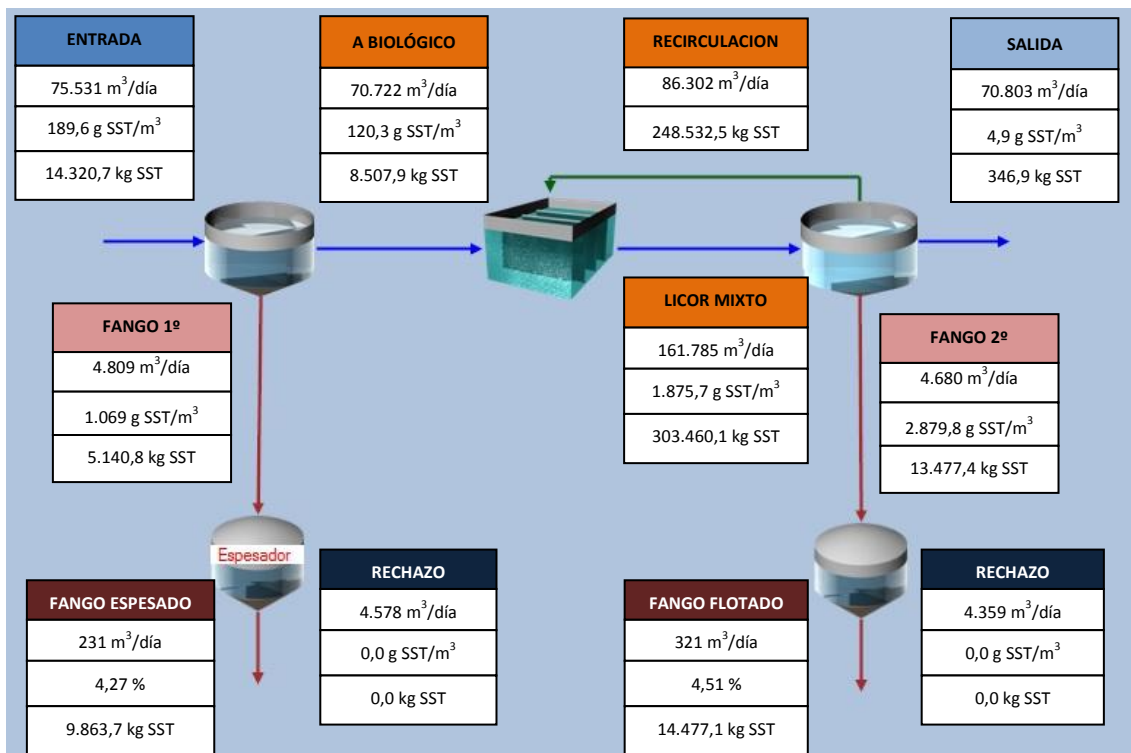 ENTRADA
75.531 m³/día
189,6 g SST/m³
14.320,7 kg SST
A BIOLÓGICO
70.722 m³/día
120,3 g SST/m³
8.507,9 kg SST
RECIRCULACION
86.302 m³/día
248.532,5 kg SST
SALIDA
70.803 m³/día
4,9 g SST/m³
346,9 kg SST
FANGO 1º
4.809 m³/día
1.069 g SST/m³
5.140,8 kg SST
LICOR MIXTO
161.785 m³/día
1.875,7 g SST/m³
303.460,1 kg SST
FANGO 2º
4.680 m³/día
2.879,8 g SST/m³
13.477,4 kg SST
Espesador
FANGO ESPESADO
231 m³/día
4,27 %
9.863,7 kg SST
RECHAZO
4.578 m³/día
0,0 g SST/m³
0,0 kg SST
FANGO FLOTADO
321 m³/día
4,51 %
14.477,1 kg SST
RECHAZO
4.359 m³/día
0,0 g SST/m³
0,0 kg SST